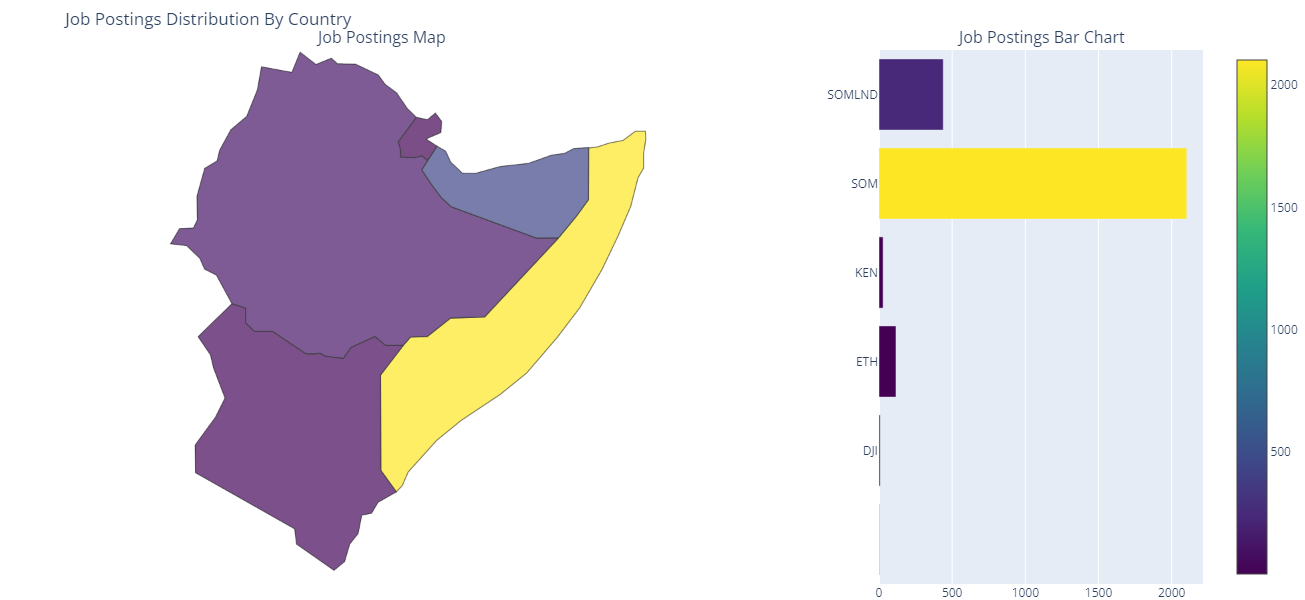 Job Postings Distribution By Country
Job Postings Map
Job Postings Bar Chart
SOMLND
SOM
KEN
ETH
DJI
0 500 1000 1500 2000
2000
1500
1000
500